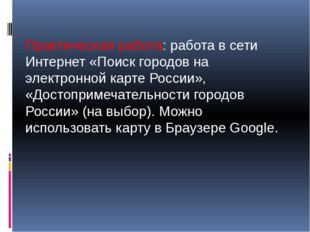 Практическая работа: работа в сети
Интернет «Поиск городов на
электронной карте России»,
«Достопримечательности городов
России» (на выбор). Можно
использовать карту в Браузере Google.